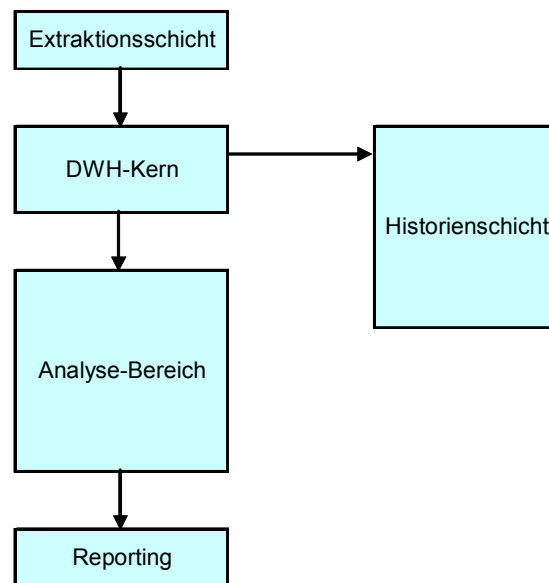 Extraktionsschicht
DWH-Kern
Historienschicht
Analyse-Bereich
Reporting